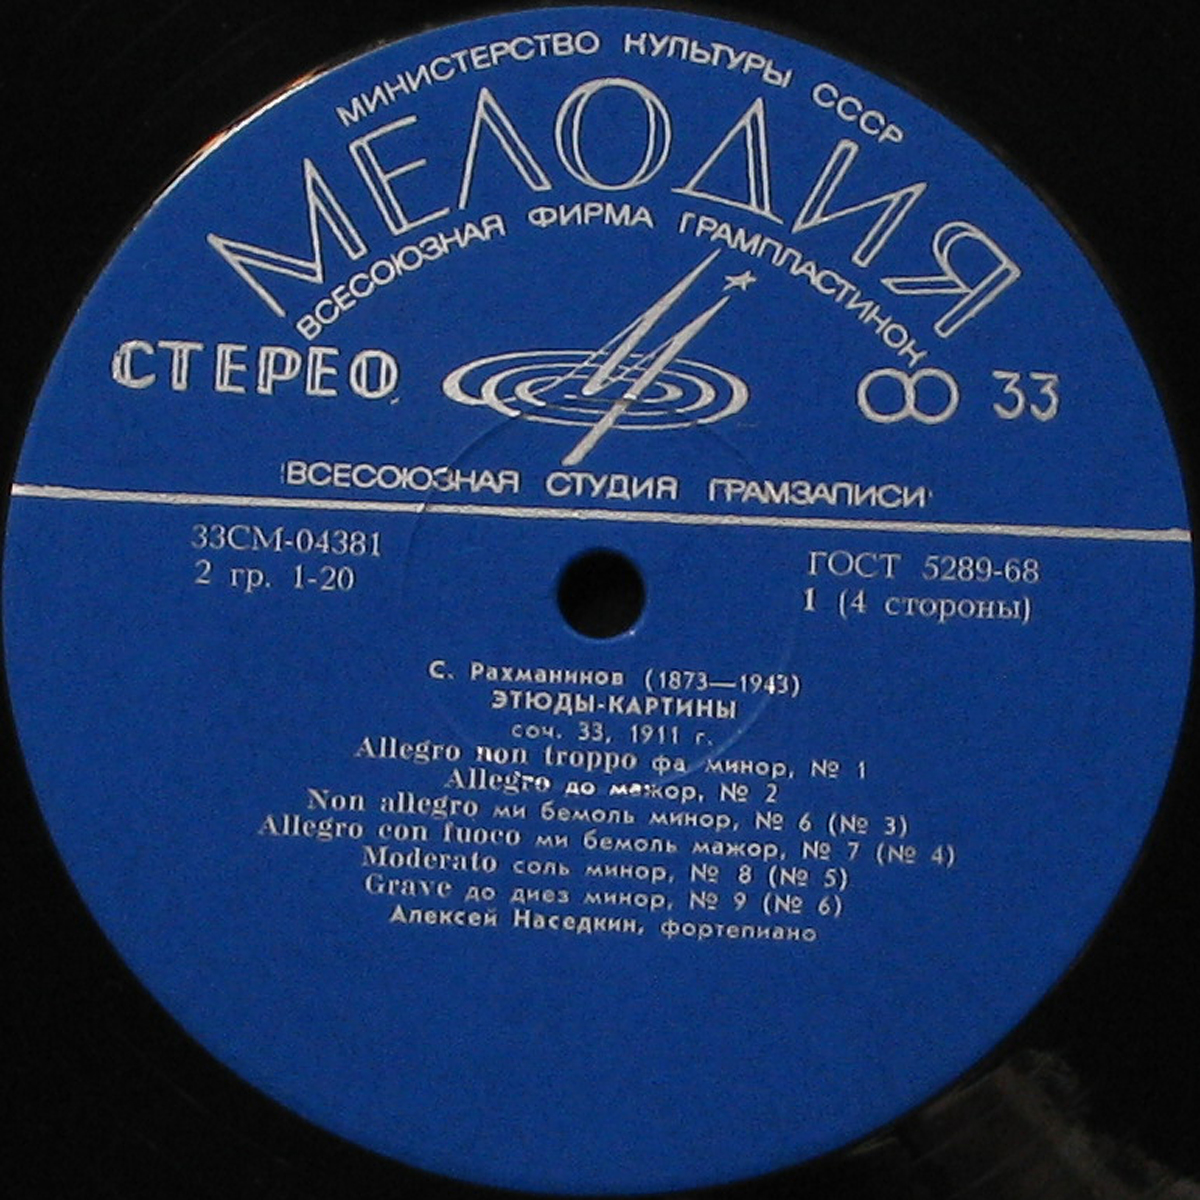 МИНИСТЕРСТВО КУЛЬТУРЫ СССР
МЕЛОДИЯ
ВСЕСОЮЗНАЯ ФИРМА ГРАМПЛАСТИНОК
СТЕРЕО
33
ВСЕСОЮЗНАЯ СТУДИЯ ГРАМЗАПИСИ
33СМ-04381
ГОСТ 5289-68
2 гр. 1-20
1 (4 стороны)
С. Рахманинов (1873—1943)
ЭТЮДЫ-КАРТИНЫ
соч. 33, 1911 г.
Allegro non troppo фа минор, № 1
Allegro до мажор, № 2
Non allegro ми бемоль минор, № 6 (№ 3)
Allegro con fuoco ми бемоль мажор, № 7 (№ 4)
Moderato соль минор, № 8 (№ 5)
Grave до диез минор, № 9 (№ 6)
Алексей Наседкин, фортепиано